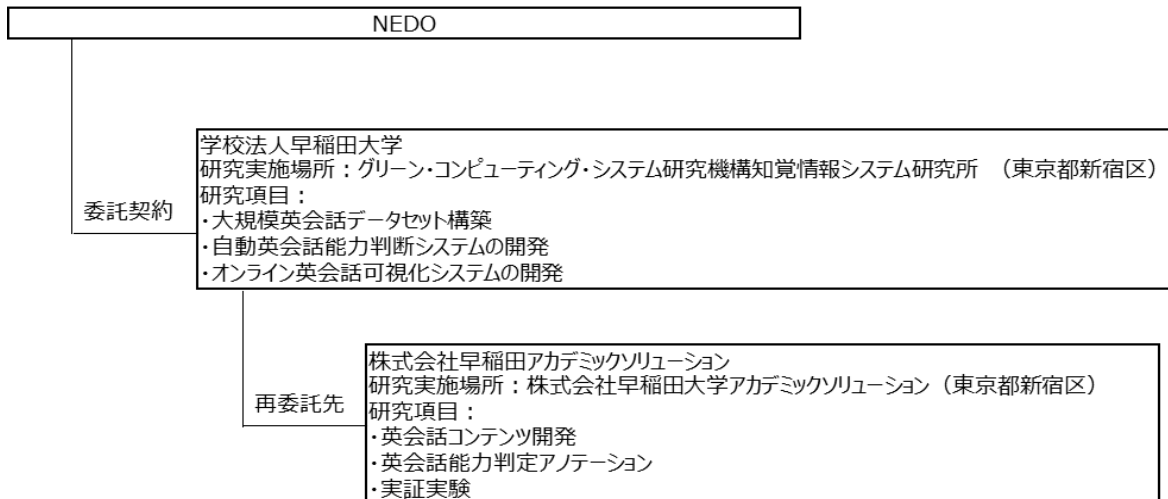 NEDO
学校法人早稲田大学
研究実施場所：グリーン・コンピューティング・システム研究機構知覚情報システム研究所　（東京都新宿区）
研究項目：
・大規模英会話データセット構築
・自動英会話能力判断システムの開発
・オンライン英会話可視化システムの開発
委託契約
株式会社早稲田アカデミックソリューション
研究実施場所：株式会社早稲田大学アカデミックソリューション（東京都新宿区）
研究項目：
・英会話コンテンツ開発
・英会話能力判定アノテーション
・実証実験
再委託先